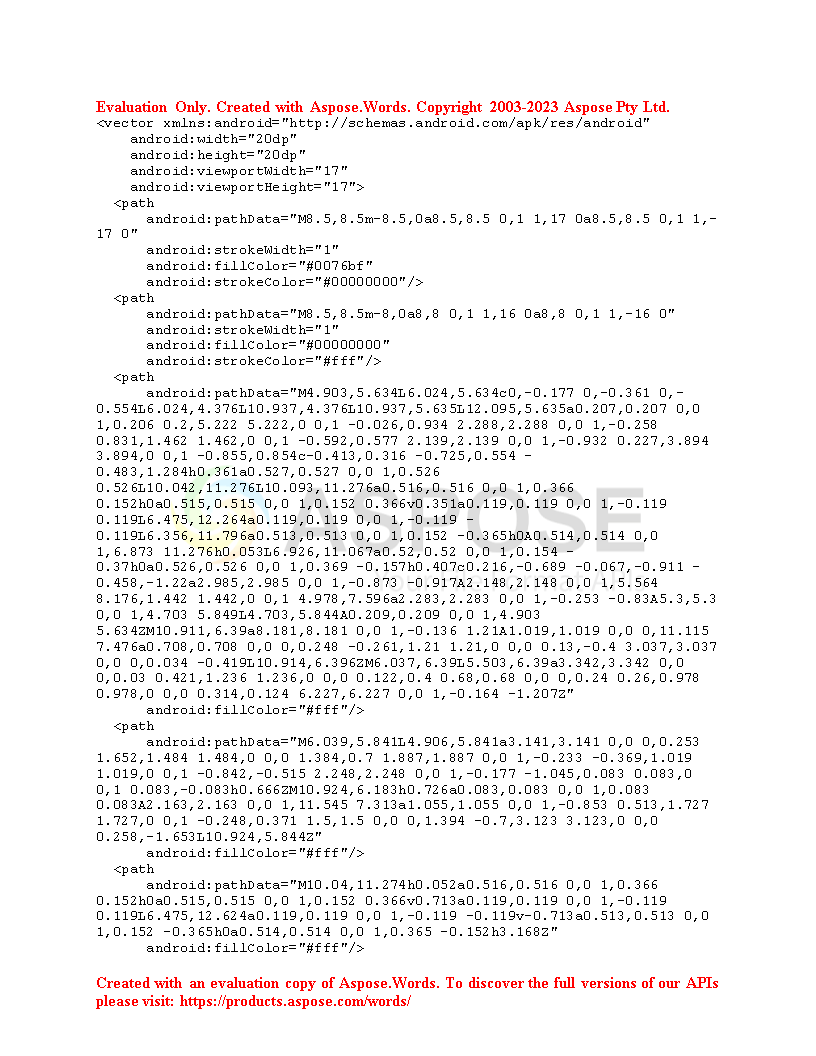 Evaluation Only. Created with Aspose.Words. Copyright 2003-2023 Aspose Pty Ltd.
<vector xmlns:android="http://schemas.android.com/apk/res/android"
android:width="20dp"
android:height="20dp"
android:viewportWidth="17"
android:viewportHeight="17">
<path
android:pathData="M8.5,8.5m-8.5,0a8.5,8.5 0,1 1,17 0a8.5,8.5 0,1 1,-
17 0"
android:strokeWidth="1"
android:fillColor="#0076bf"
android:strokeColor="#00000000"/>
<path
android:pathData="M8.5,8.5m-8,0a8,8 0,1 1,16 0a8,8 0,1 1,-16 0"
android:strokeWidth="1"
android:fillColor="#00000000"
android:strokeColor="#fff"/>
<path
android:pathData="M4.903,5.634L6.024,5.634c0,-0.177 0,-0.361 0,-
0.554L6.024,4.376L10.937,4.376L10.937,5.635L12.095,5.635a0.207,0.207 0,0
1,0.206 0.2,5.222 5.222,0 0,1 -0.026,0.934 2.288,2.288 0,0 1,-0.258
0.831,1.462 1.462,0 0,1 -0.592,0.577 2.139,2.139 0,0 1,-0.932 0.227,3.894
3.894,0 0,1 -0.855,0.854c-0.413,0.316 -0.725,0.554 -
0.483,1.284h0.361a0.527,0.527 0,0 1,0.526
0.526L10.042,11.276L10.093,11.276a0.516,0.516 0,0 1,0.366
0.152h0a0.515,0.515 0,0 1,0.152 0.366v0.351a0.119,0.119 0,0 1,-0.119
0.119L6.475,12.264a0.119,0.119 0,0 1,-0.119 -
0.119L6.356,11.796a0.513,0.513 0,0 1,0.152 -0.365h0A0.514,0.514 0,0
1,6.873 11.276h0.053L6.926,11.067a0.52,0.52 0,0 1,0.154 -
0.37h0a0.526,0.526 0,0 1,0.369 -0.157h0.407c0.216,-0.689 -0.067,-0.911 -
0.458,-1.22a2.985,2.985 0,0 1,-0.873 -0.917A2.148,2.148 0,0 1,5.564
8.176,1.442 1.442,0 0,1 4.978,7.596a2.283,2.283 0,0 1,-0.253 -0.83A5.3,5.3
0,0 1,4.703 5.849L4.703,5.844A0.209,0.209 0,0 1,4.903
5.634ZM10.911,6.39a8.181,8.181 0,0 1,-0.136 1.21A1.019,1.019 0,0 0,11.115
7.476a0.708,0.708 0,0 0,0.248 -0.261,1.21 1.21,0 0,0 0.13,-0.4 3.037,3.037
0,0 0,0.034 -0.419L10.914,6.396ZM6.037,6.39L5.503,6.39a3.342,3.342 0,0
0,0.03 0.421,1.236 1.236,0 0,0 0.122,0.4 0.68,0.68 0,0 0,0.24 0.26,0.978
0.978,0 0,0 0.314,0.124 6.227,6.227 0,0 1,-0.164 -1.207Z"
android:fillColor="#fff"/>
<path
android:pathData="M6.039,5.841L4.906,5.841a3.141,3.141 0,0 0,0.253
1.652,1.484 1.484,0 0,0 1.384,0.7 1.887,1.887 0,0 1,-0.233 -0.369,1.019
1.019,0 0,1 -0.842,-0.515 2.248,2.248 0,0 1,-0.177 -1.045,0.083 0.083,0
0,1 0.083,-0.083h0.666ZM10.924,6.183h0.726a0.083,0.083 0,0 1,0.083
0.083A2.163,2.163 0,0 1,11.545 7.313a1.055,1.055 0,0 1,-0.853 0.513,1.727
1.727,0 0,1 -0.248,0.371 1.5,1.5 0,0 0,1.394 -0.7,3.123 3.123,0 0,0
0.258,-1.653L10.924,5.844Z"
android:fillColor="#fff"/>
<path
android:pathData="M10.04,11.274h0.052a0.516,0.516 0,0 1,0.366
0.152h0a0.515,0.515 0,0 1,0.152 0.366v0.713a0.119,0.119 0,0 1,-0.119
0.119L6.475,12.624a0.119,0.119 0,0 1,-0.119 -0.119v-0.713a0.513,0.513 0,0
1,0.152 -0.365h0a0.514,0.514 0,0 1,0.365 -0.152h3.168Z"
android:fillColor="#fff"/>
ASPOSE
Created with an evaluation copy of Aspose.Words. To discover the full versions of our APIs
please visit: https://products.aspose.com/words/